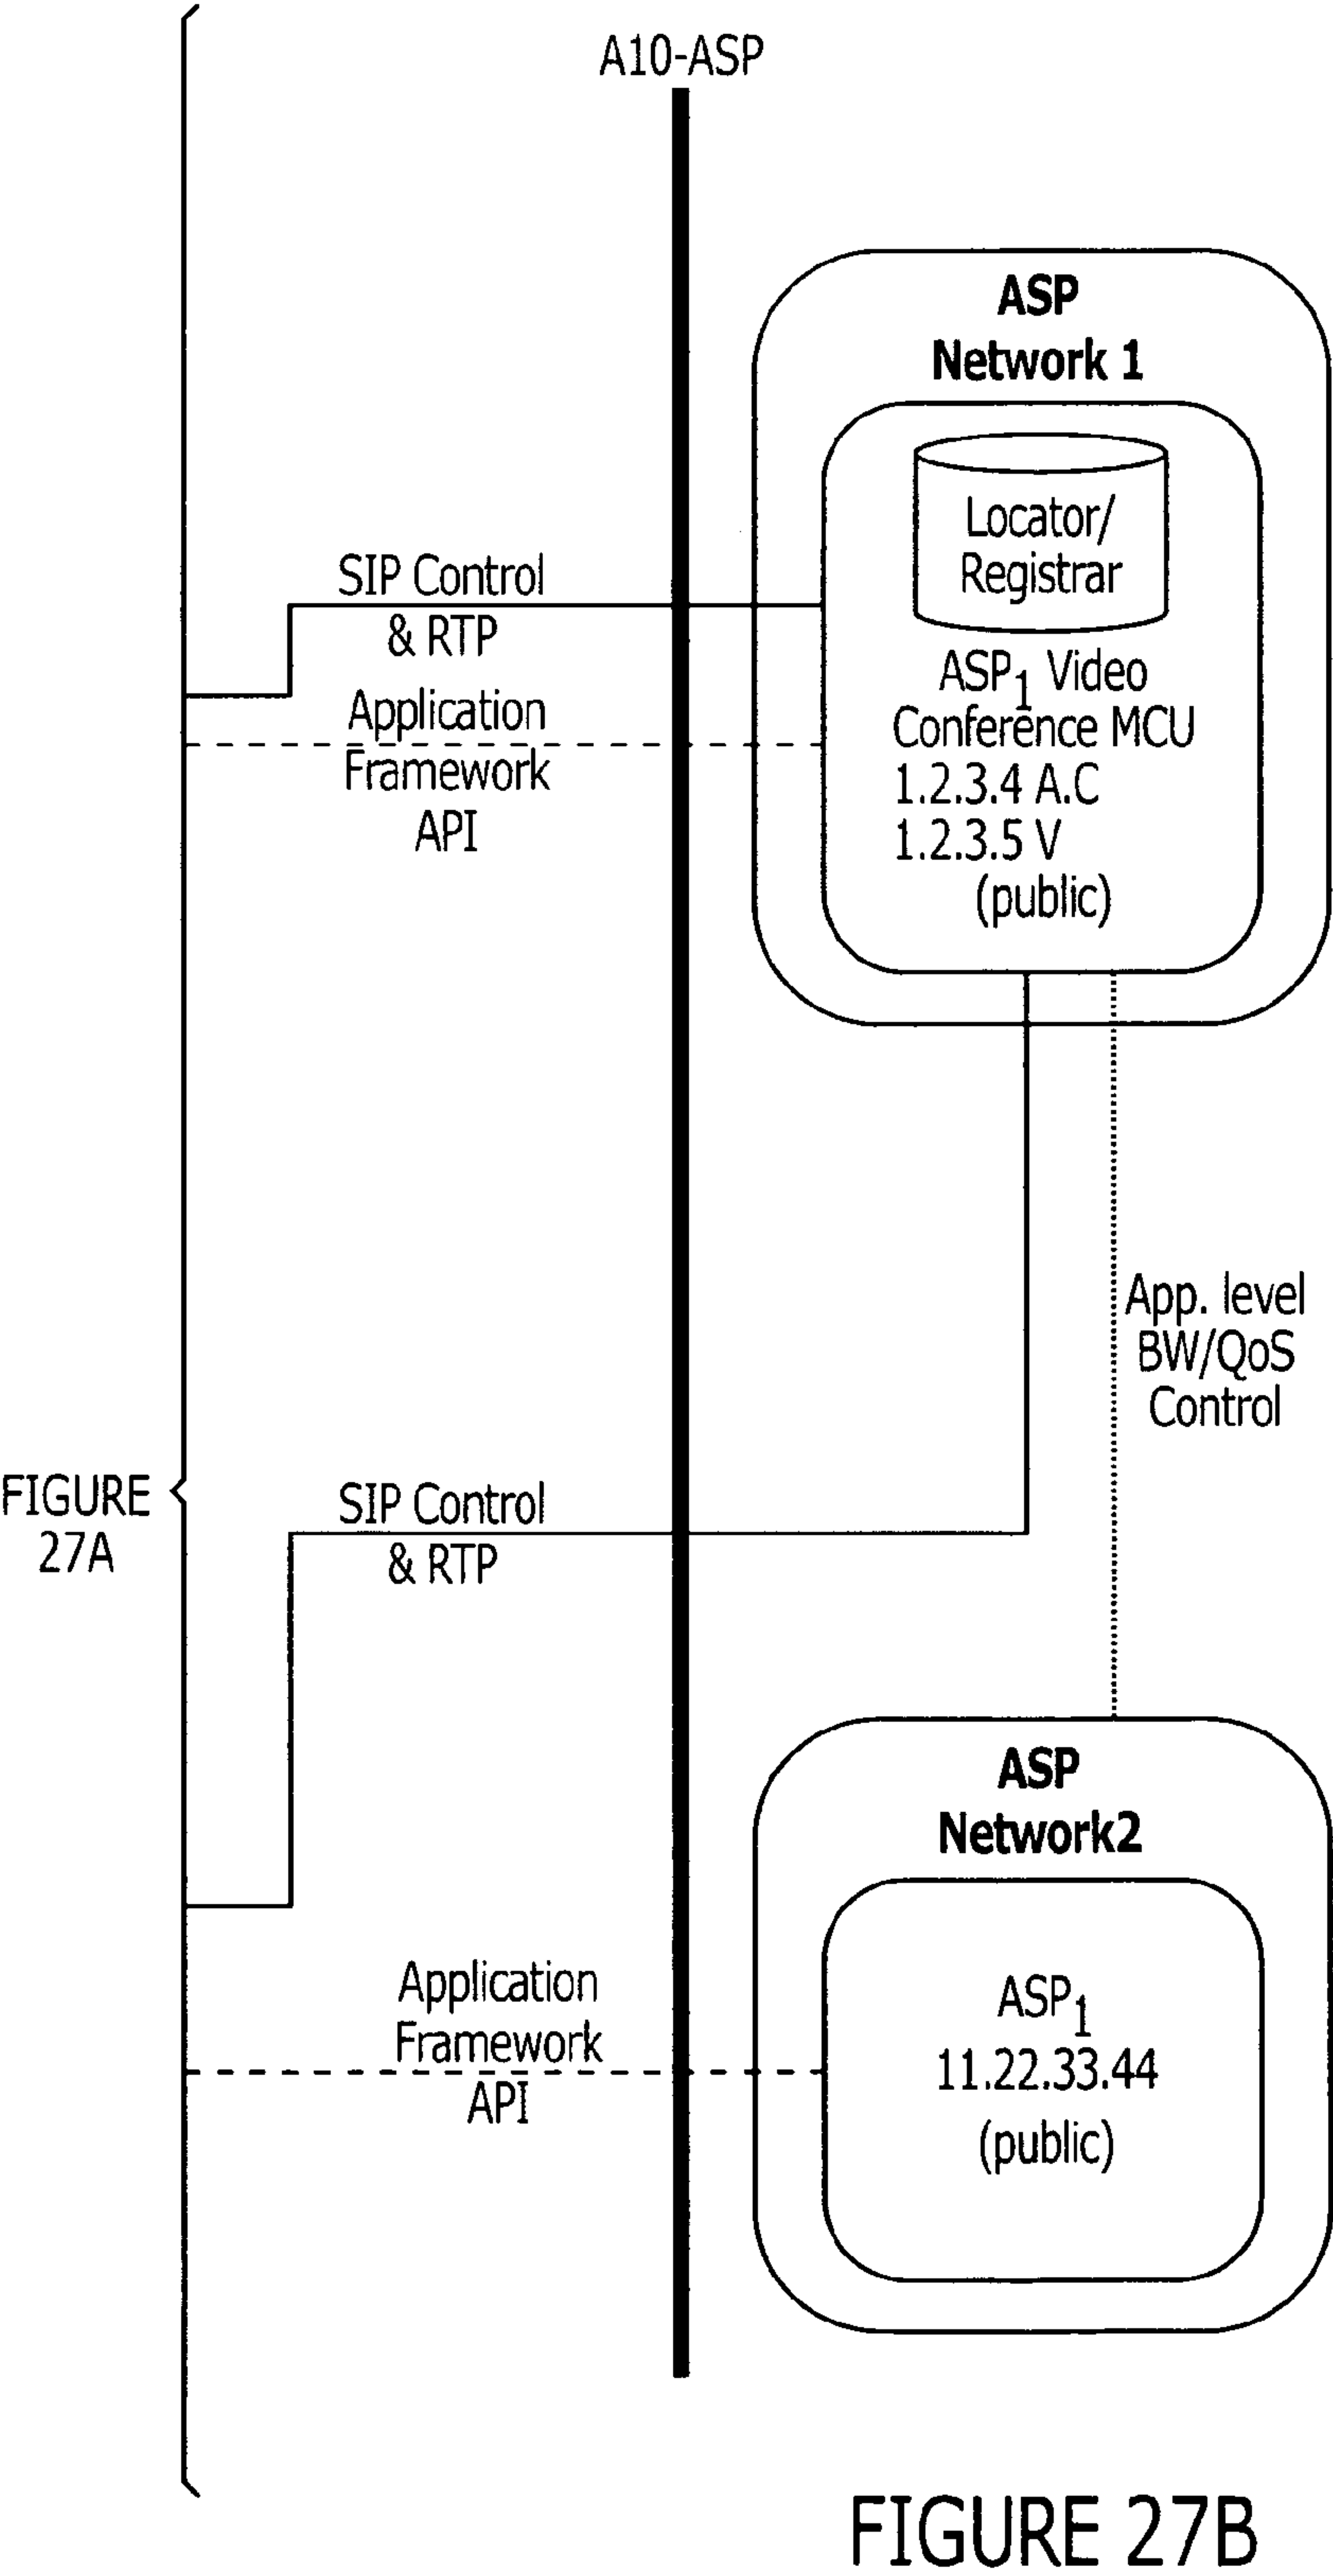 A10-ASP
ASP
Network 1
Locator/
Registrar
ASP1 Video
Conference MCU
1.2.3.4 A.C
1.2.3.5 V
(public)
SIP Control
& RTP
Application
Framework
API
App. level
BW/QoS
Control
FIGURE
27A
SIP Control
& RTP
ASP
Network2
ASP1
11.22.33.44
(public)
Application
Framework
API
FIGURE 27B